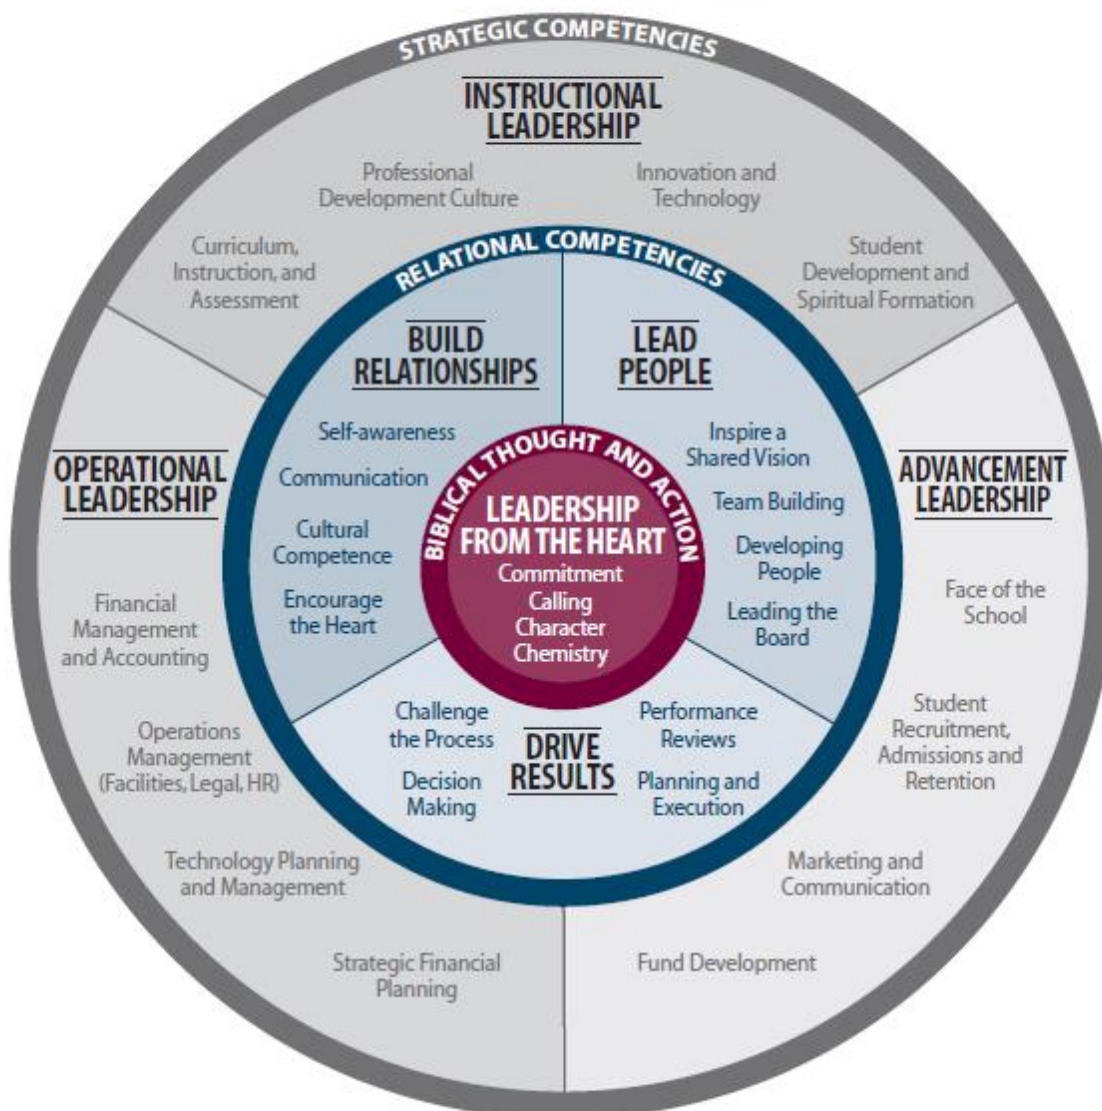 STRATEGIC COMPETENCIES
INSTRUCTIONAL
LEADERSHIP
Professional
Development Culture
Innovation and
Technology
Curriculum,
Instruction, and
Assessment
Student
Development and
Spiritual Formation
RELATIONAL COMPETENCIES
BUILD
RELATIONSHIPS
Self-awareness
Communication
Cultural
Competence
Encourage
the Heart
LEAD
PEOPLE
Inspire a
Shared Vision
Team Building
Developing
People
Leading the
Board
BIBLICAL THOUGHT AND ACTION
LEADERSHIP
FROM THE HEART
Commitment
Calling
Character
Chemistry
Challenge
the Process
Decision
Making
DRIVE
RESULTS
Performance
Reviews
Planning and
Execution
OPERATIONAL
LEADERSHIP
Financial
Management
and Accounting
Operations
Management
(Facilities, Legal, HR)
Technology Planning
and Management
Strategic Financial
Planning
ADVANCEMENT
LEADERSHIP
Face of the
School
Student
Recruitment,
Admissions and
Retention
Marketing and
Communication
Fund Development